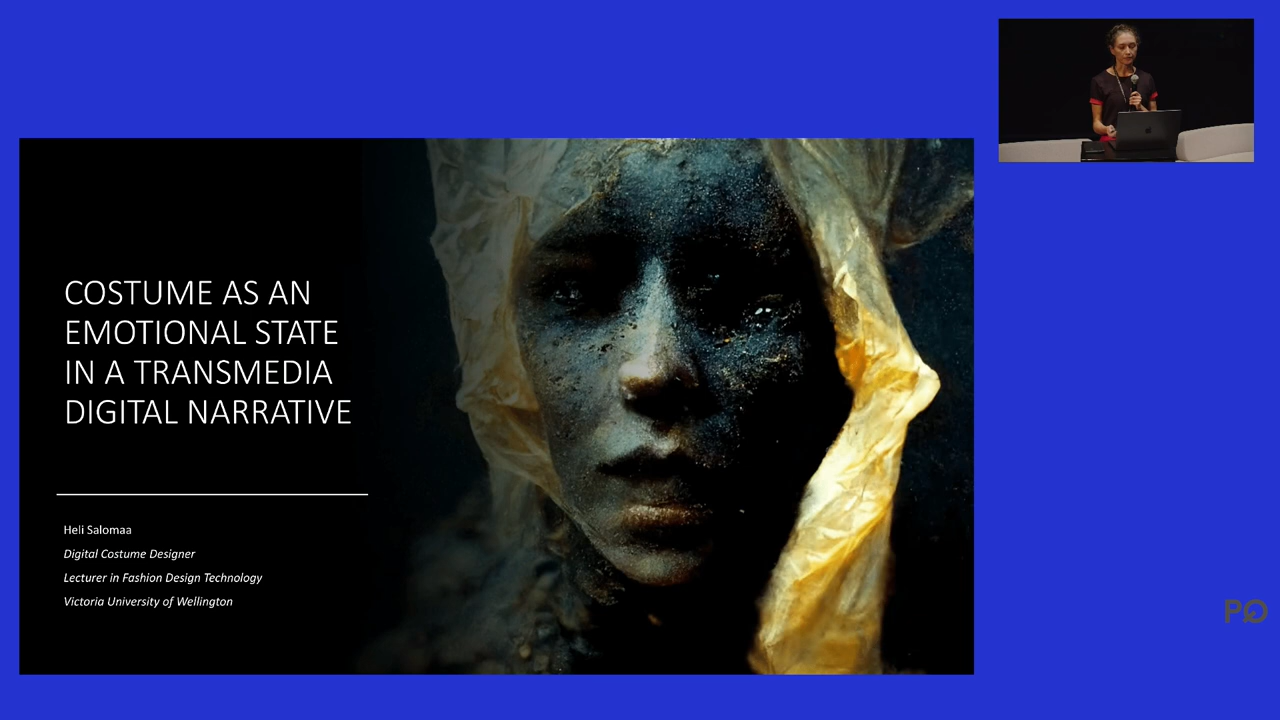 COSTUME AS AN
EMOTIONAL STATE
IN A TRANSMEDIA
DIGITAL NARRATIVE
Heli Salomaa
Digital Costume Designer
Lecturer in Fashion Design Technology
Victoria University of Wellington
PQ